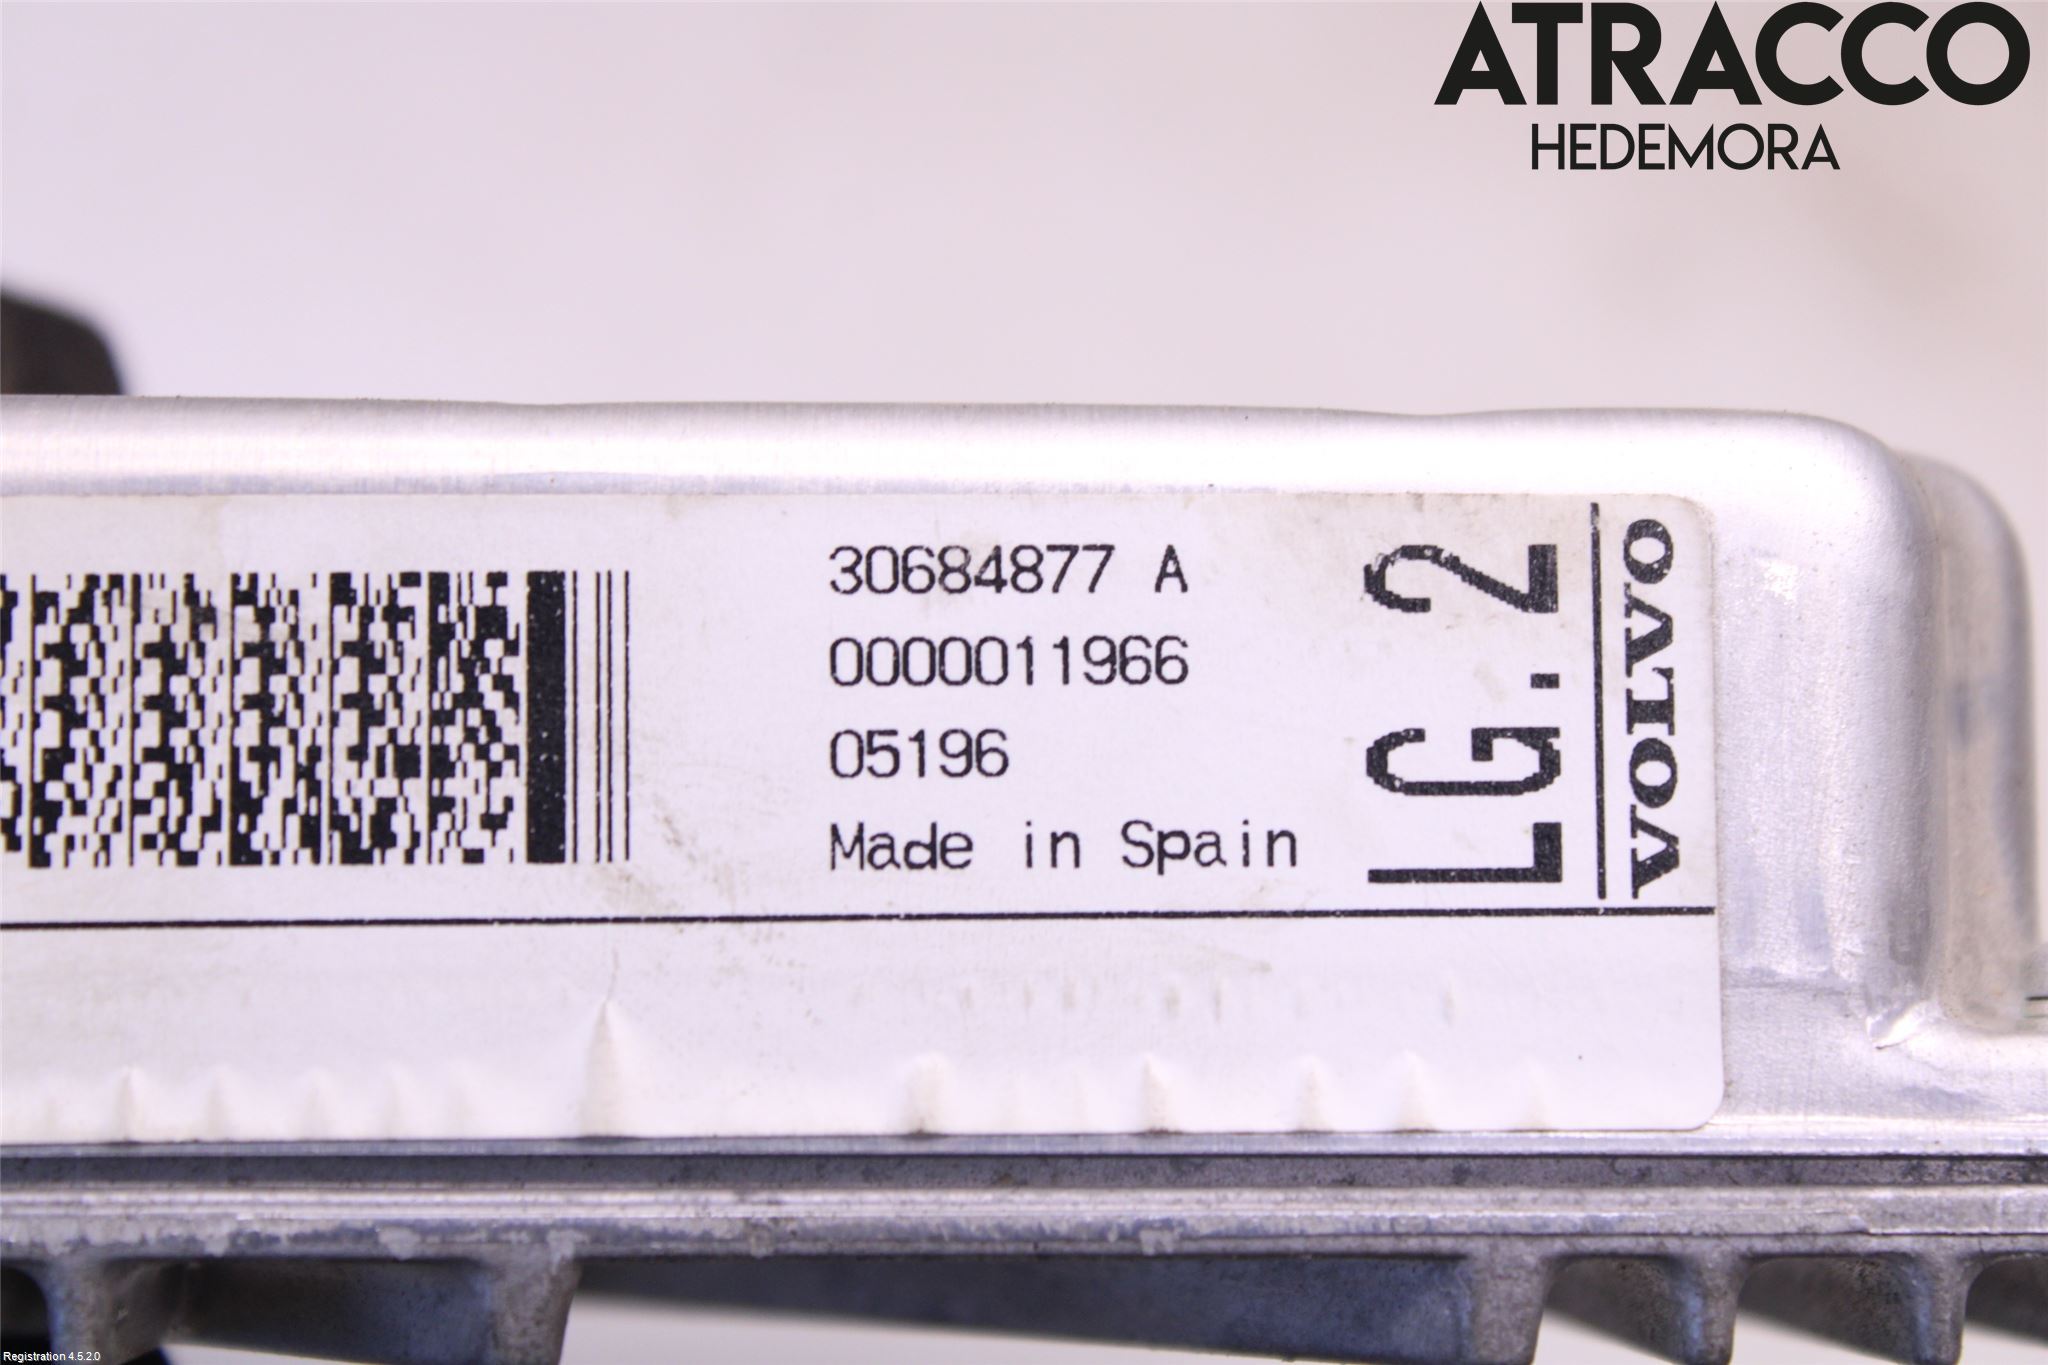 ATRACCO
HEDEMORA
30684877 A
0000011966
05196
Made in Spain
LG.2
VOLVO
Registration 4.5.2.0